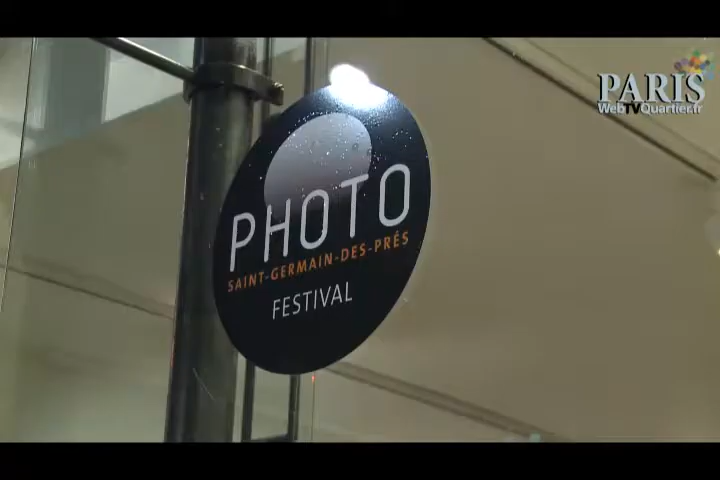 PARIS
WebTVQuartier.fr
PHOTO
SAINT-GERMAIN-DES-PRÉS
FESTIVAL